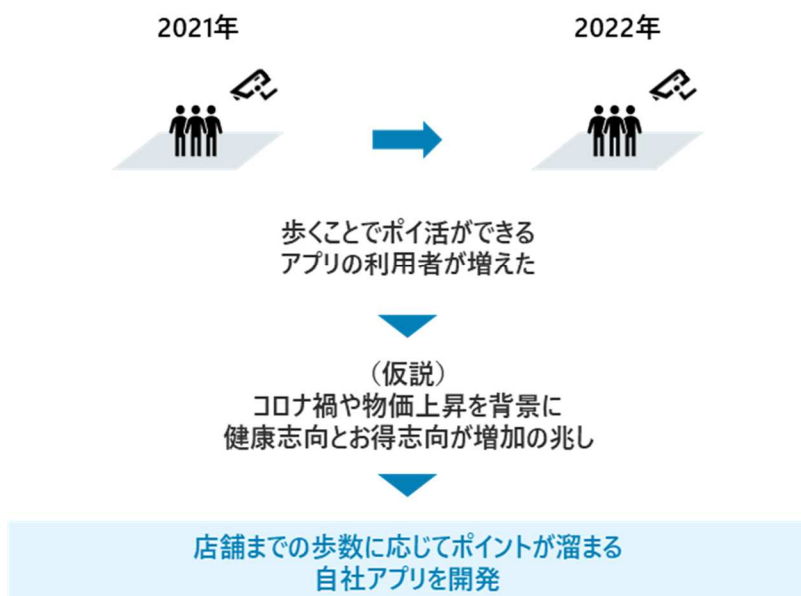 2021年
2022年
歩くことでポイ活ができる
アプリの利用者が増えた
（仮説）
コロナ禍や物価上昇を背景に
健康志向とお得志向が増加の兆し
店舗までの歩数に応じてポイントが溜まる
自社アプリを開発